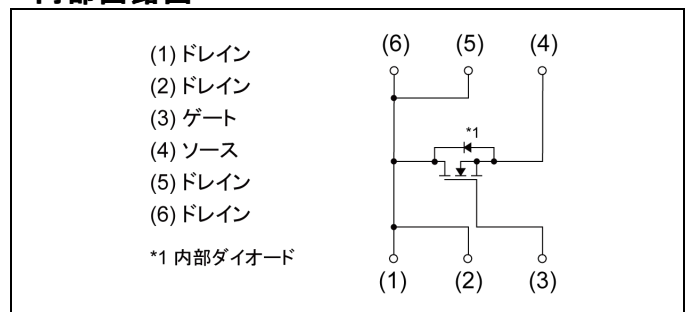 (1) ドレイン
(2) ドレイン
(3) ゲート
(4) ソース
(5) ドレイン
(6) ドレイン
*1 内部ダイオード
(6) (5) (4)
*1
(1) (2) (3)